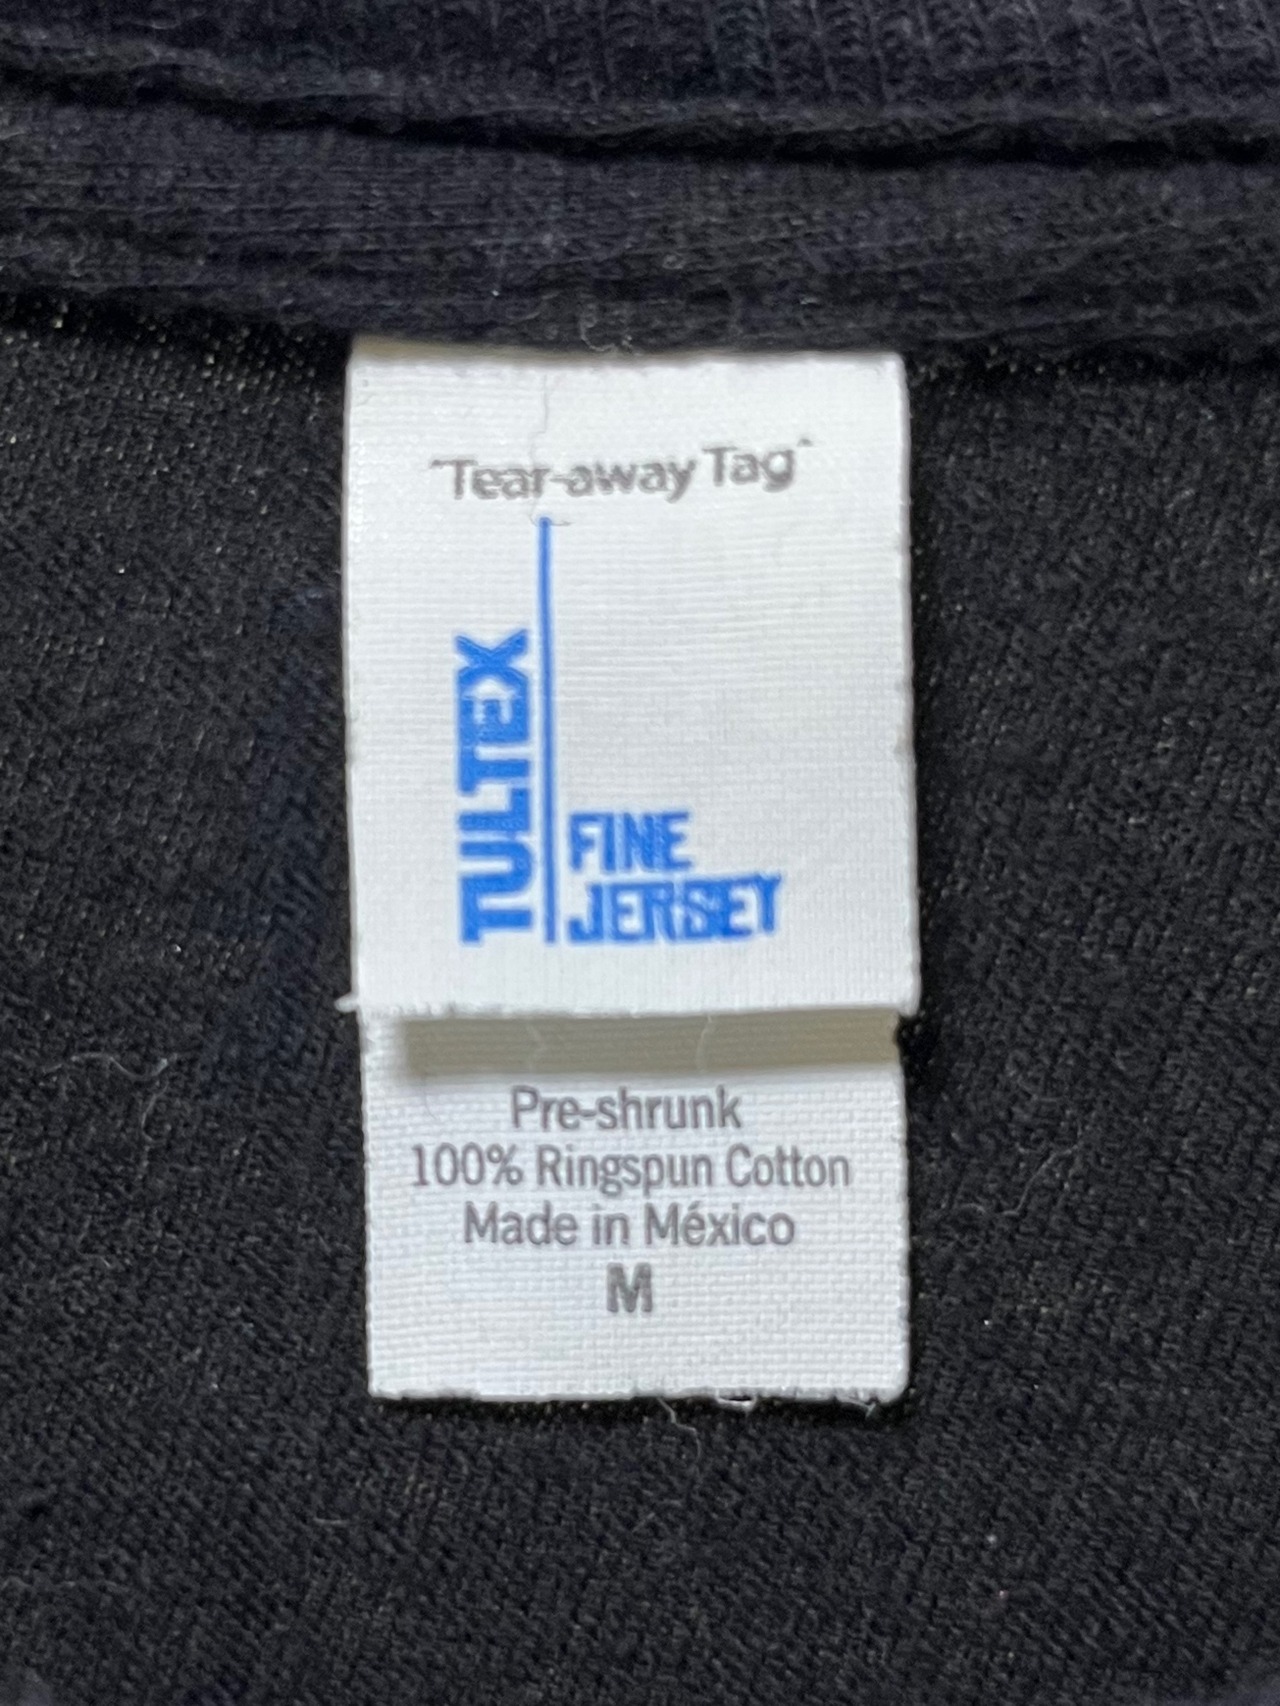 "Tear-away Tag"
TULTEX
FINE
JERSEY
Pre-shrunk
100% Ringspun Cotton
Made in México
M